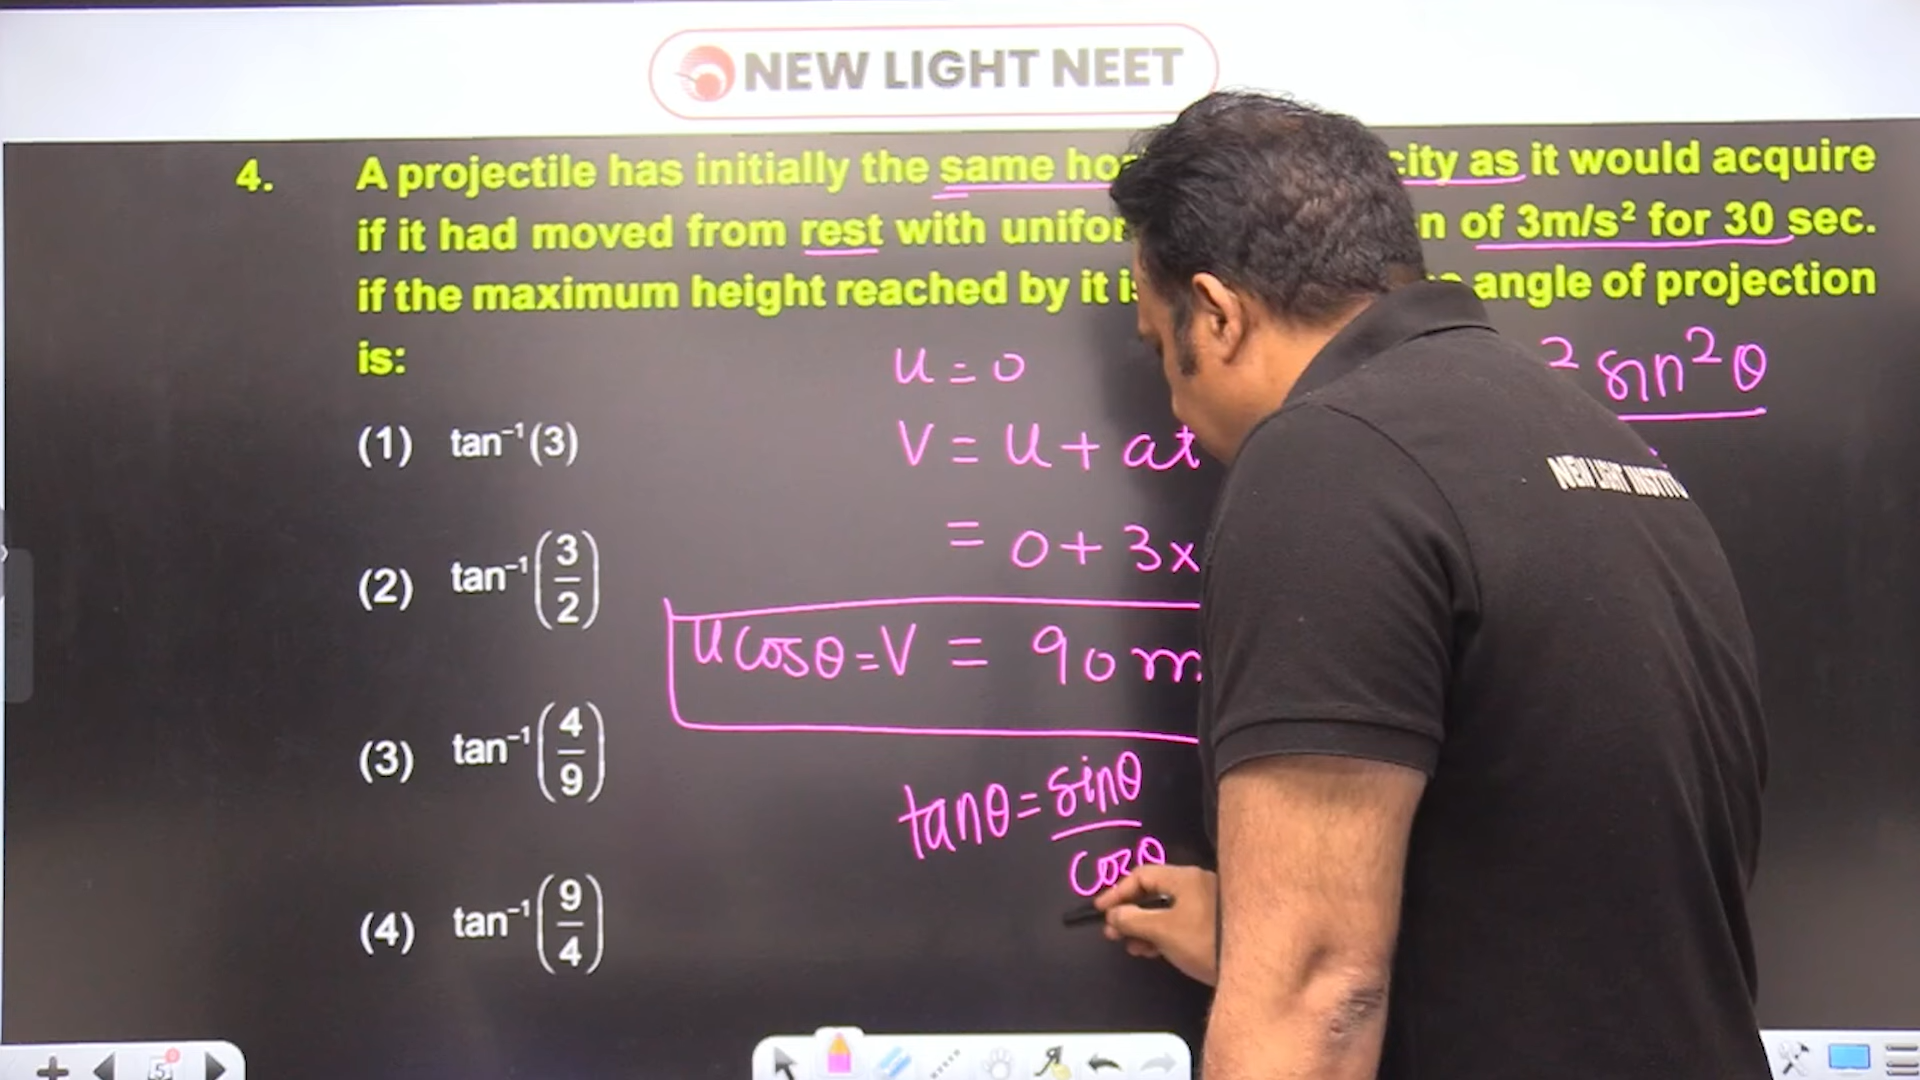 NEW LIGHT NEET
4. A projectile has initially the same city as it would acquire
if it had moved from rest with n of 3m/s² for 30 sec.
if the maximum height reached by it angle of projection
is:
u = 0
² sin²θ
(1) tan⁻¹(3)
V = u + at
NEW LIGHT
= 0 + 3x
(2) tan⁻¹(3/2)
u cosθ = V = 90 m
(3) tan⁻¹(4/9)
tanθ = sinθ/cosθ
(4) tan⁻¹(9/4)